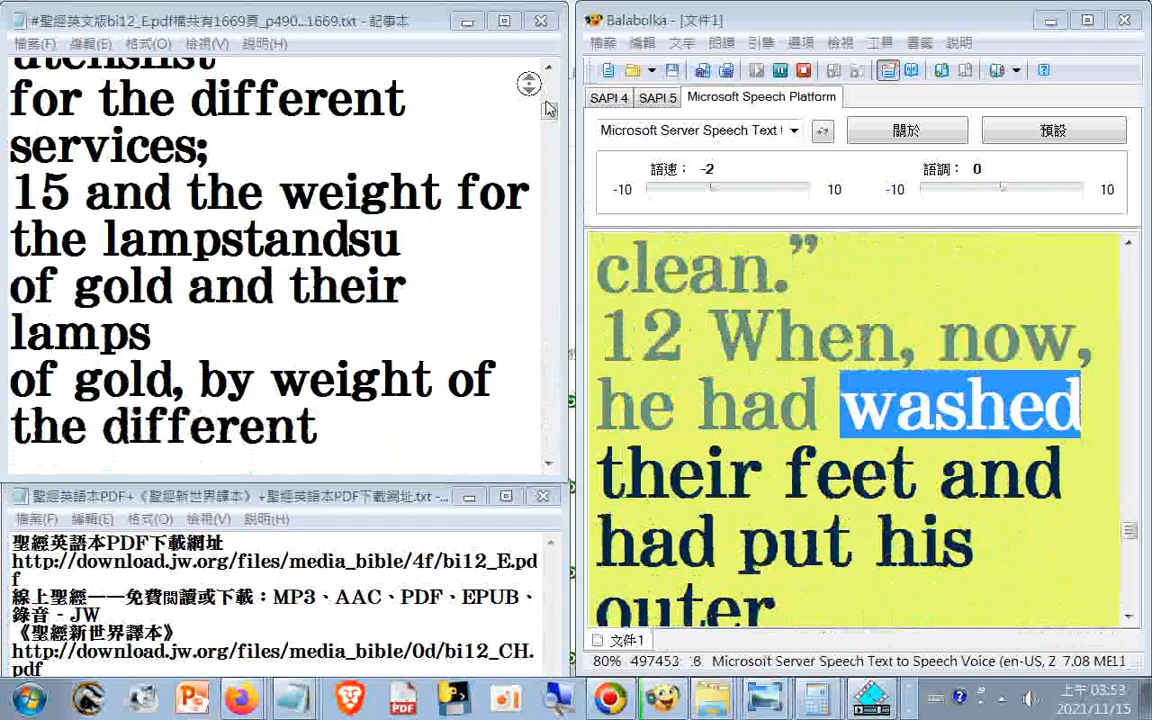 #聖經英文版bi12_E.pdf檔共有1669頁_p490...1669.txt - 記事本
檔案(F) 編輯(E) 格式(O) 檢視(V) 說明(H)
utensilst
for the different
services;
15 and the weight for
the lampstandsu
of gold and their
lamps
of gold, by weight of
the different
聖經英語本PDF+《聖經新世界譯本》+聖經英語本PDF下載網址.txt - ...
檔案(F) 編輯(E) 格式(O) 檢視(V) 說明(H)
聖經英語本PDF下載網址
http://download.jw.org/files/media_bible/4f/bi12_E.pd
f
線上聖經——免費閱讀或下載：MP3、AAC、PDF、EPUB、
錄音 - JW
《聖經新世界譯本》
http://download.jw.org/files/media_bible/0d/bi12_CH.
pdf
Balabolka - [文件1]
檔案 編輯 文字 朗讀 引擎 選項 檢視 工具 書籤 說明
SAPI 4 SAPI 5 Microsoft Speech Platform
Microsoft Server Speech Text 關於 預設
語速： -2 語調： 0
-10 10 -10 10
clean.”
12 When, now,
he had washed
their feet and
had put his
outer
文件1
80% 497453 Microsoft Server Speech Text to Speech Voice (en-US, Z 7.08 ME11
上午 03:53
2021/11/15